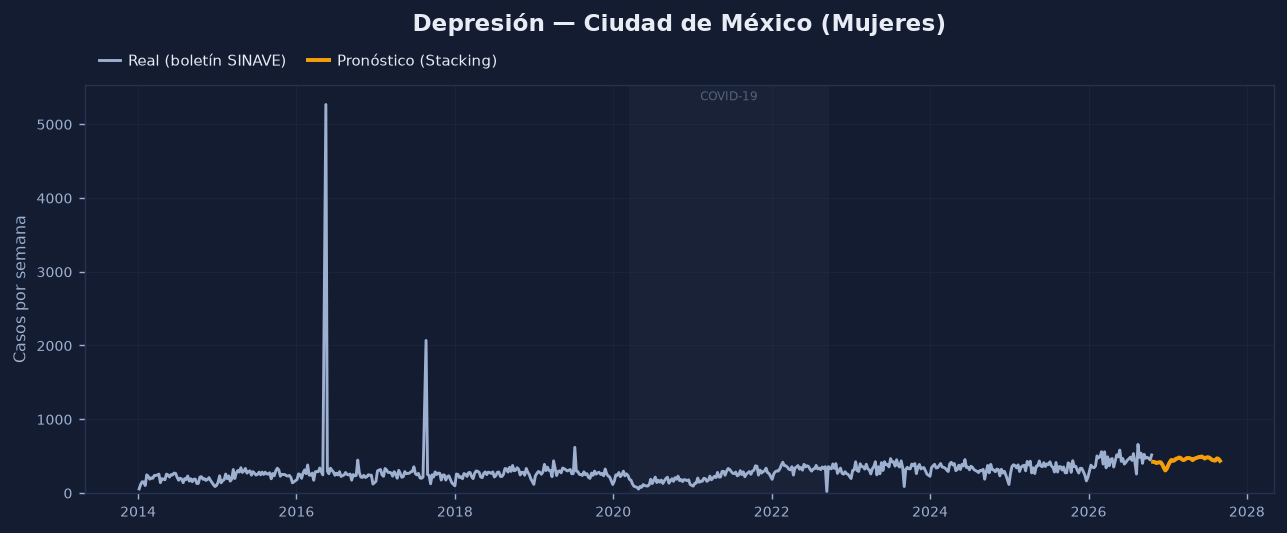 Depresión — Ciudad de México (Mujeres)
Real (boletín SINAVE)
Pronóstico (Stacking)
COVID-19
Casos por semana
5000
4000
3000
2000
1000
0
2014
2016
2018
2020
2022
2024
2026
2028